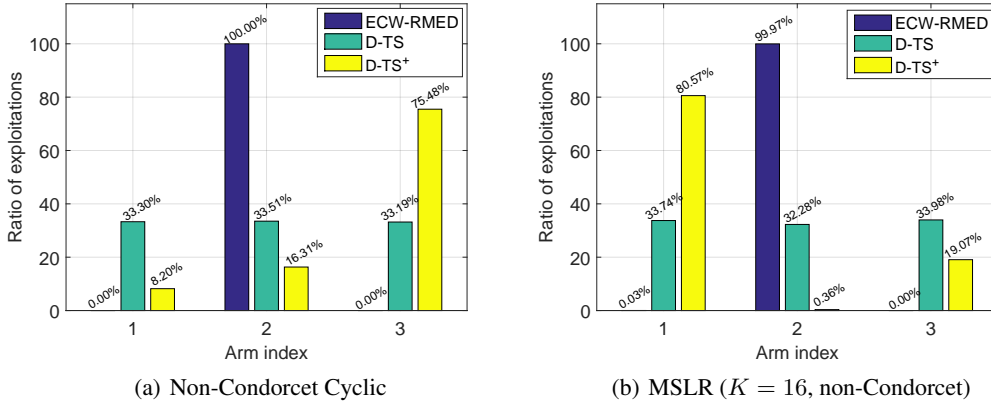 ECW-RMED
D-TS
D-TS+
100
80
60
40
20
0
Ratio of exploitations
0.00%
33.30%
8.20%
100.00%
33.51%
16.31%
0.00%
33.19%
75.48%
1 2 3
Arm index
(a) Non-Condorcet Cyclic
ECW-RMED
D-TS
D-TS+
100
80
60
40
20
0
Ratio of exploitations
0.03%
33.74%
80.57%
99.97%
32.28%
0.36%
0.00%
33.98%
19.07%
1 2 3
Arm index
(b) MSLR (K = 16, non-Condorcet)